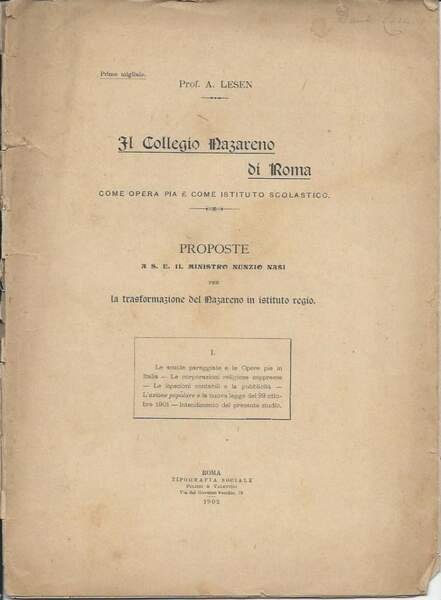 Primo migliaio.
Prof. A. LESEN
Il Collegio Nazareno
di Roma
COME OPERA PIA E COME ISTITUTO SCOLASTICO.
PROPOSTE
A S. E. IL MINISTRO NUNZIO NASI
PER
la trasformazione del Nazareno in istituto regio.
I.
Le scuole pareggiate e le Opere pie in
Italia — Le corporazioni religiose soppresse
— Le ispezioni contabili e la pubblicità —
L'azione popolare e la nuova legge del 29 otto-
bre 1901 — Intendimento del presente studio.
ROMA
TIPOGRAFIA SOCIALE
POLIZZI & VALENTINI
Via del Governo Vecchio,
1902